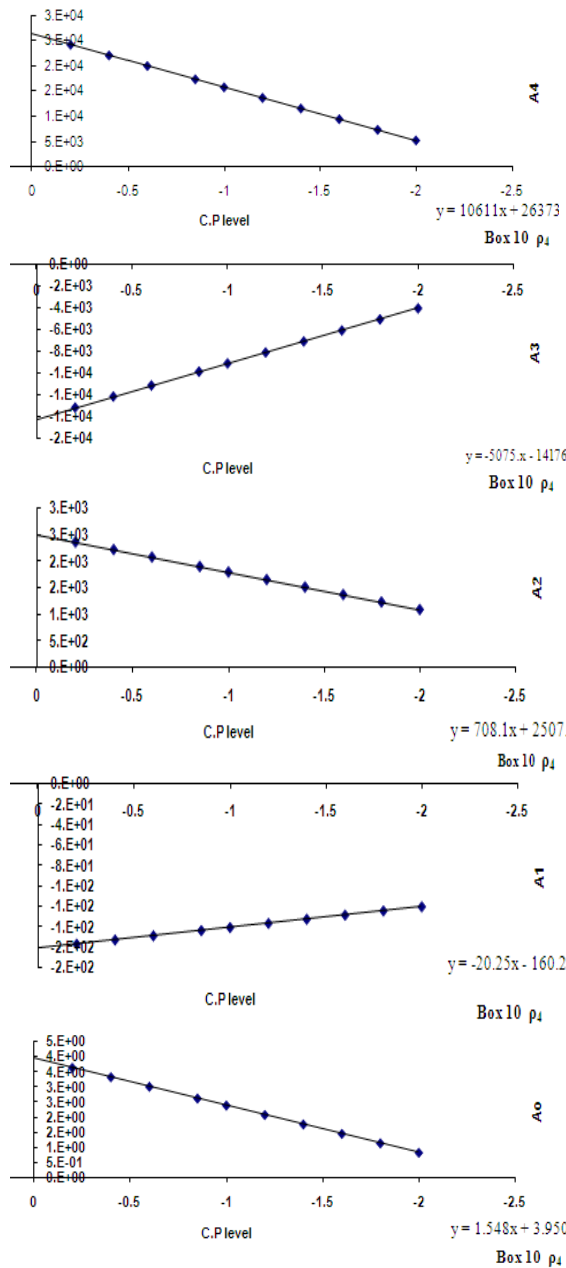 3.E+04
3.E+04
2.E+04
2.E+04
1.E+04
5.E+03
0.E+00
0 -0.5 -1 -1.5 -2 -2.5
C.P level
A4
y = 10611x + 26373
Box 10 ρ4
0.E+00
0 -0.5 -1 -1.5 -2 -2.5
-2.E+03
-4.E+03
-6.E+03
-8.E+03
-1.E+04
-1.E+04
-1.E+04
-2.E+04
A3
C.P level
y = -5075.x - 14176
Box 10 ρ4
3.E+03
3.E+03
2.E+03
2.E+03
1.E+03
5.E+02
0.E+00
0 -0.5 -1 -1.5 -2 -2.5
A2
C.P level
y = 708.1x + 2507.
Box 10 ρ4
0.E+00
0 -0.5 -1 -1.5 -2 -2.5
-2.E+01
-4.E+01
-6.E+01
-8.E+01
-1.E+02
-1.E+02
-1.E+02
-2.E+02
-2.E+02
A1
y = -20.25x - 160.2
C.P level
Box 10 ρ4
5.E+00
4.E+00
4.E+00
3.E+00
3.E+00
2.E+00
2.E+00
1.E+00
5.E-01
0.E+00
0 -0.5 -1 -1.5 -2 -2.5
Ao
C.P level
y = 1.548x + 3.950
Box 10 ρ4